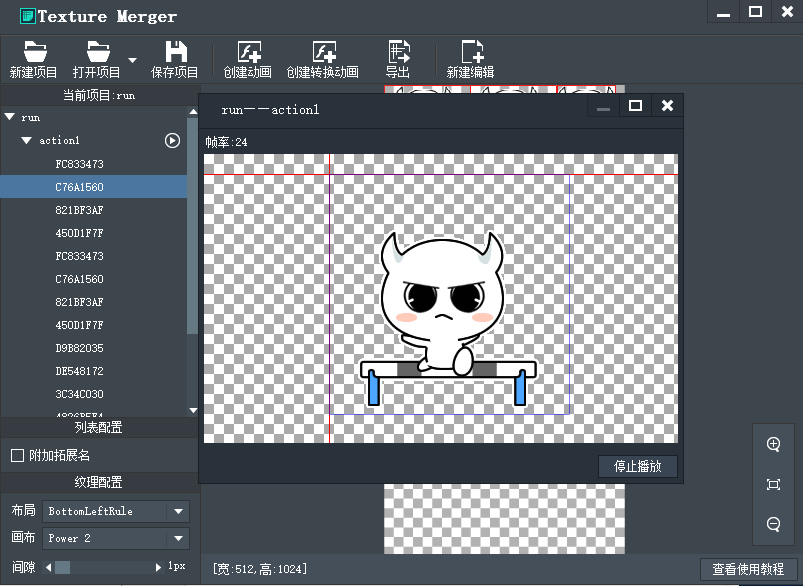 Texture Merger
新建项目 打开项目 保存项目 创建动画 创建转换动画 导出 新建编辑
当前项目:run
run
action1
FC833473
C76A1560
821BF3AF
450D1F7F
FC833473
C76A1560
821BF3AF
450D1F7F
D9B82035
DE548172
3C34C030
run——action1
帧率:24
停止播放
列表配置
附加拓展名
纹理配置
布局 BottomLeftRule
画布 Power 2
间隙 1px
[宽:512,高:1024]
查看使用教程